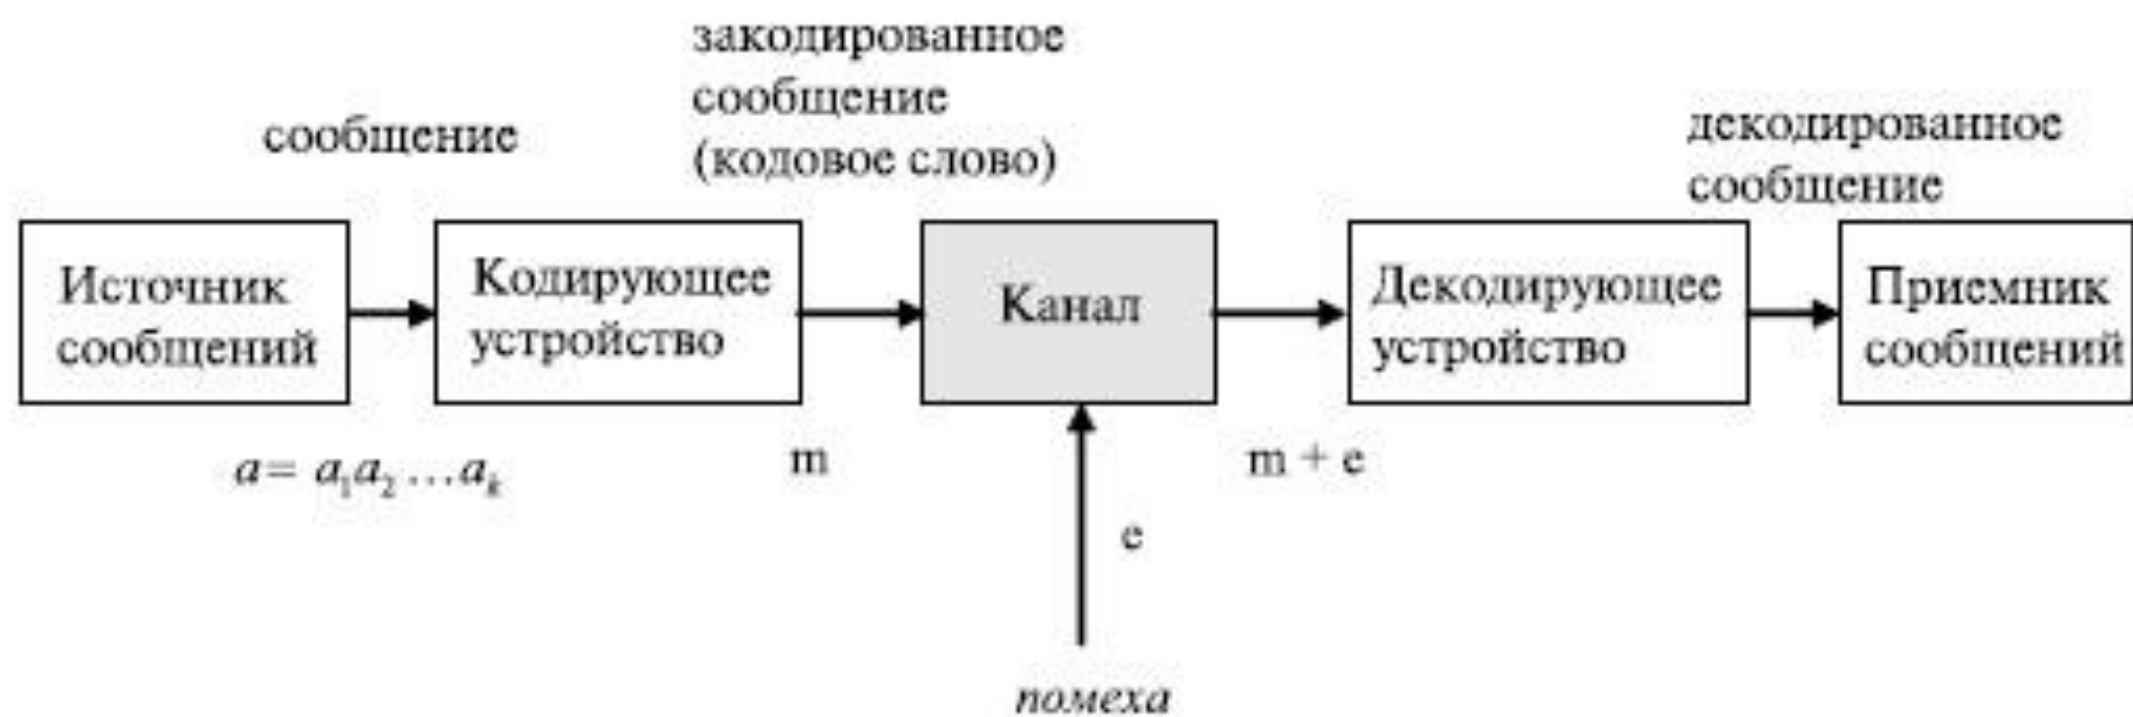 закодированное
сообщение
(кодовое слово)
сообщение
декодированное
сообщение
Источник
сообщений
Кодирующее
устройство
Канал
Декодирующее
устройство
Приемник
сообщений
a= a₁a₂ ...aₖ
m
m + e
e
помеха